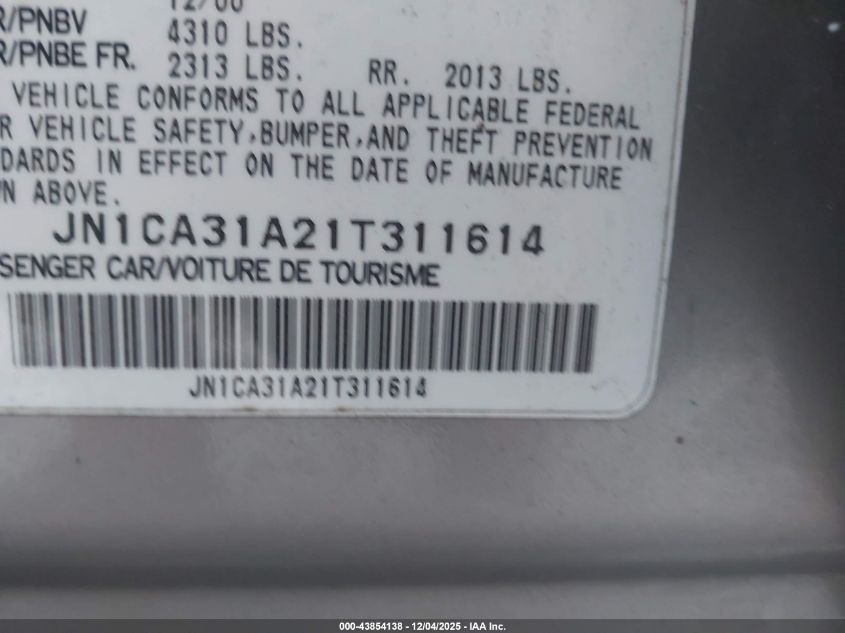 12/00
R/PNBV 4310 LBS.
R/PNBE FR. 2313 LBS. RR. 2013 LBS.
VEHICLE CONFORMS TO ALL APPLICABLE FEDERAL
R VEHICLE SAFETY, BUMPER, AND THEFT PREVENTION
DARDS IN EFFECT ON THE DATE OF MANUFACTURE
N ABOVE.
JN1CA31A21T311614
SENGER CAR/VOITURE DE TOURISME
JN1CA31A21T311614
000-43854138 - 12/04/2025 - IAA Inc.